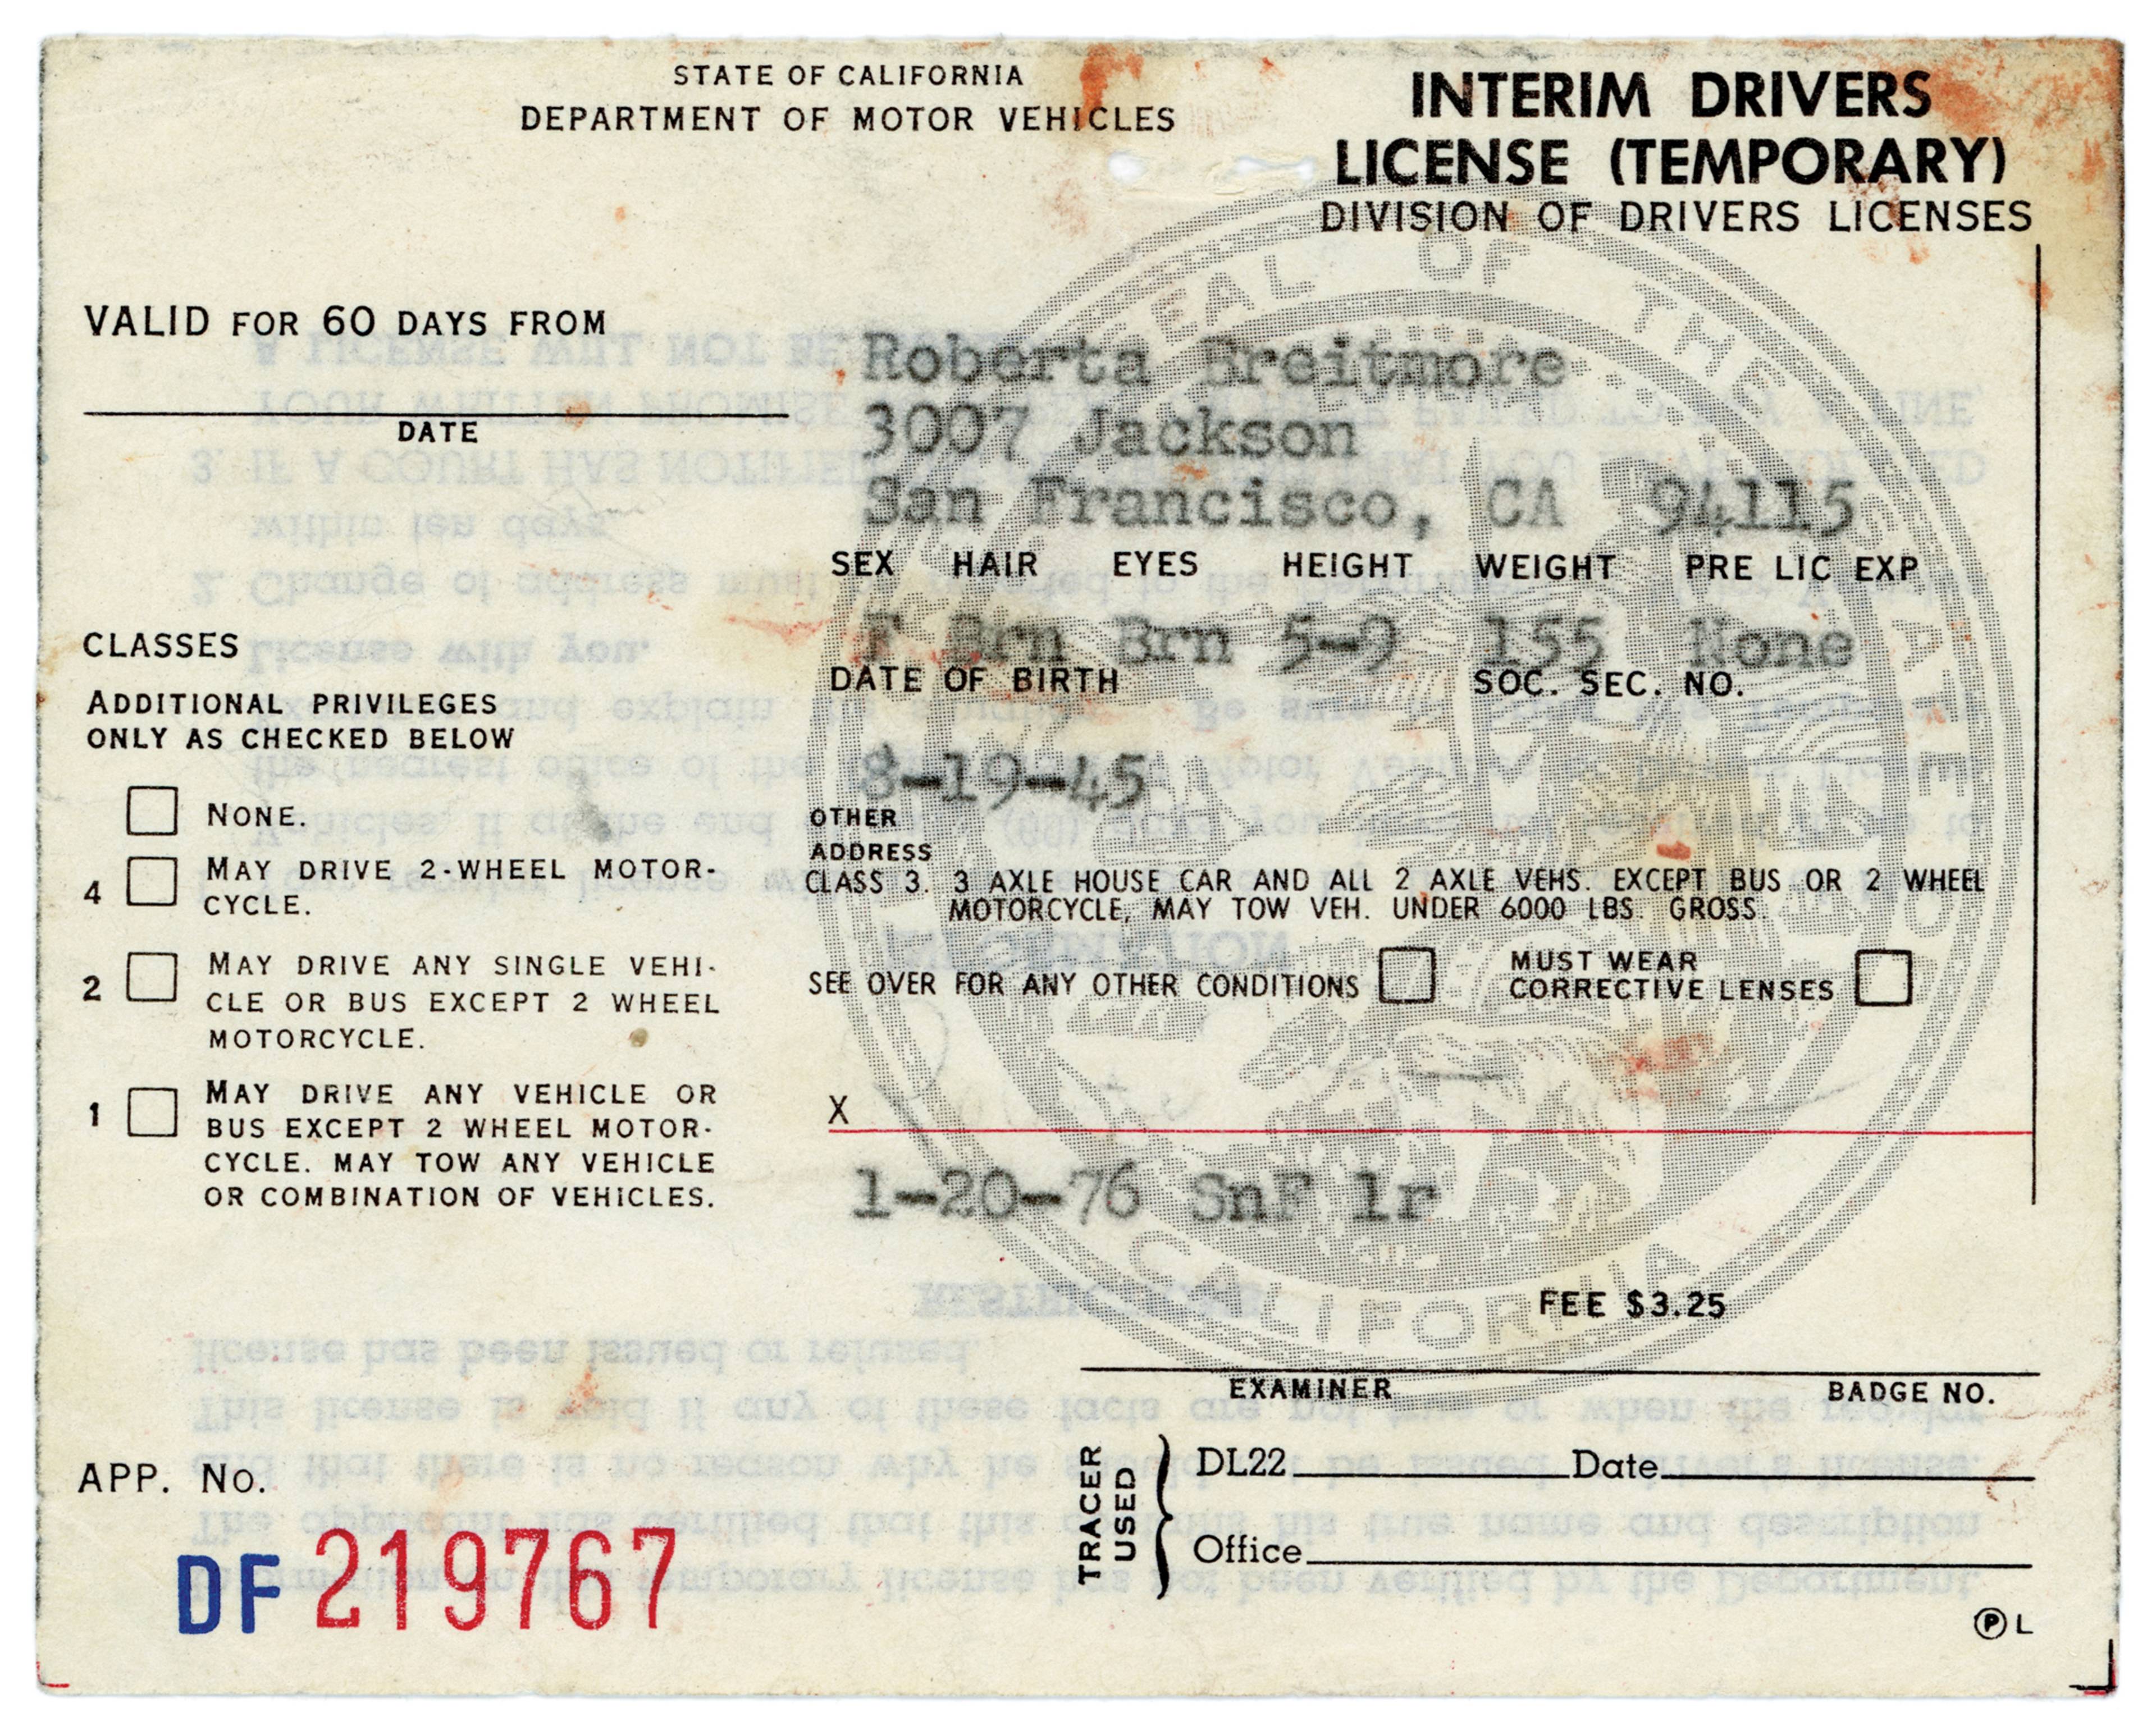 STATE OF CALIFORNIA
DEPARTMENT OF MOTOR VEHICLES
INTERIM DRIVERS
LICENSE (TEMPORARY)
DIVISION OF DRIVERS LICENSES
VALID FOR 60 DAYS FROM
DATE
Roberta Breitmore
3007 Jackson
San Francisco, CA 94115
SEX HAIR EYES HEIGHT WEIGHT PRE LIC EXP
F Brn Brn 5-9 155 None
DATE OF BIRTH SOC. SEC. NO.
8-19-45
OTHER
ADDRESS
CLASS 3. 3 AXLE HOUSE CAR AND ALL 2 AXLE VEHS. EXCEPT BUS OR 2 WHEEL
MOTORCYCLE, MAY TOW VEH. UNDER 6000 LBS. GROSS.
SEE OVER FOR ANY OTHER CONDITIONS
MUST WEAR
CORRECTIVE LENSES
X
1-20-76 SnF lr
FEE $3.25
EXAMINER BADGE NO.
CLASSES
ADDITIONAL PRIVILEGES
ONLY AS CHECKED BELOW
NONE.
4 MAY DRIVE 2-WHEEL MOTOR-
CYCLE.
2 MAY DRIVE ANY SINGLE VEHI-
CLE OR BUS EXCEPT 2 WHEEL
MOTORCYCLE.
1 MAY DRIVE ANY VEHICLE OR
BUS EXCEPT 2 WHEEL MOTOR-
CYCLE. MAY TOW ANY VEHICLE
OR COMBINATION OF VEHICLES.
APP. No.
DF 219767
TRACER
USED
DL22 Date
Office
Ⓟ L
SEAL OF THE STATE OF
CALIFORNIA